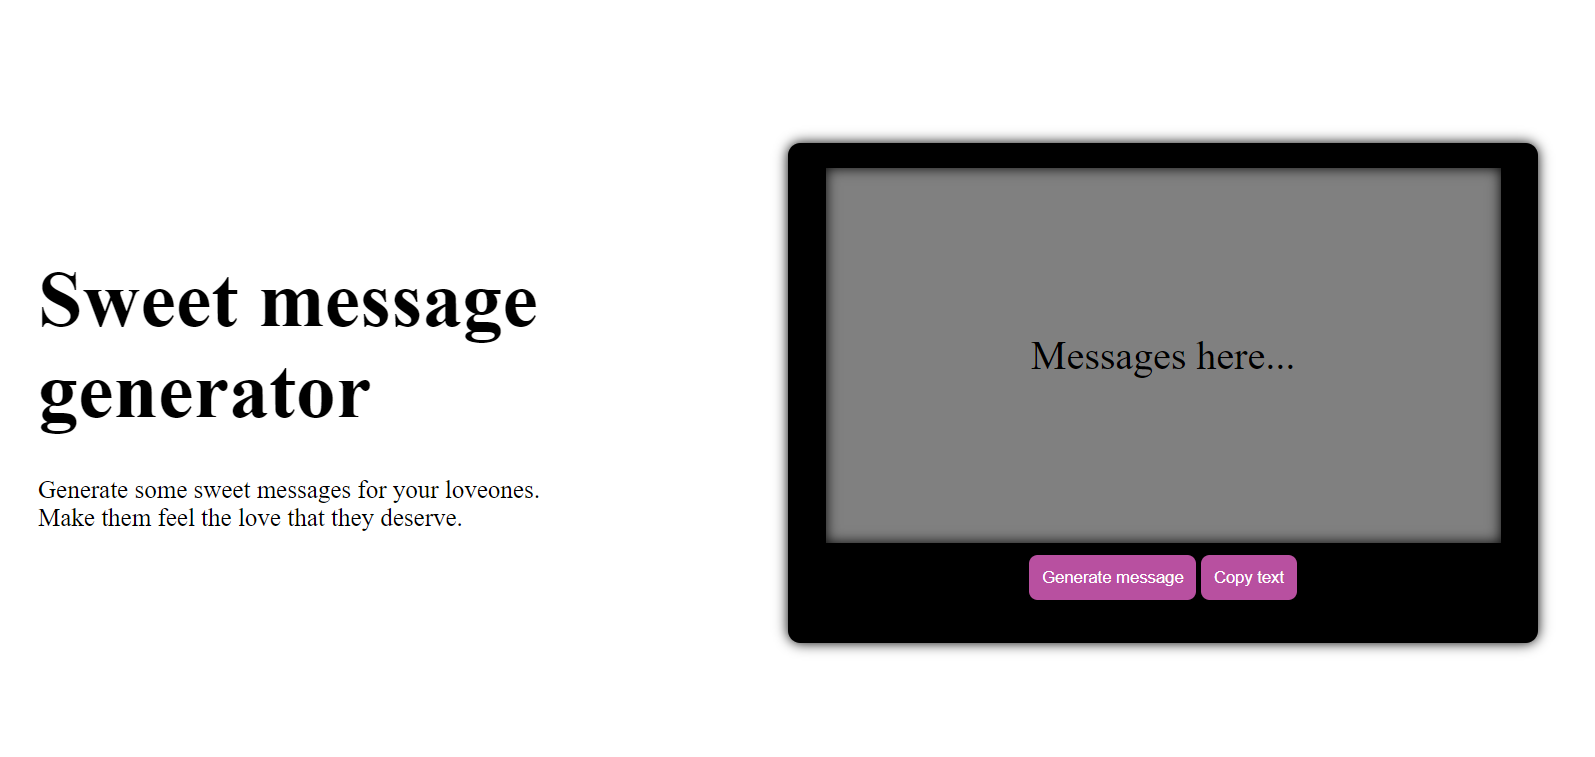 Sweet message
generator
Generate some sweet messages for your loveones.
Make them feel the love that they deserve.
Messages here...
Generate message
Copy text